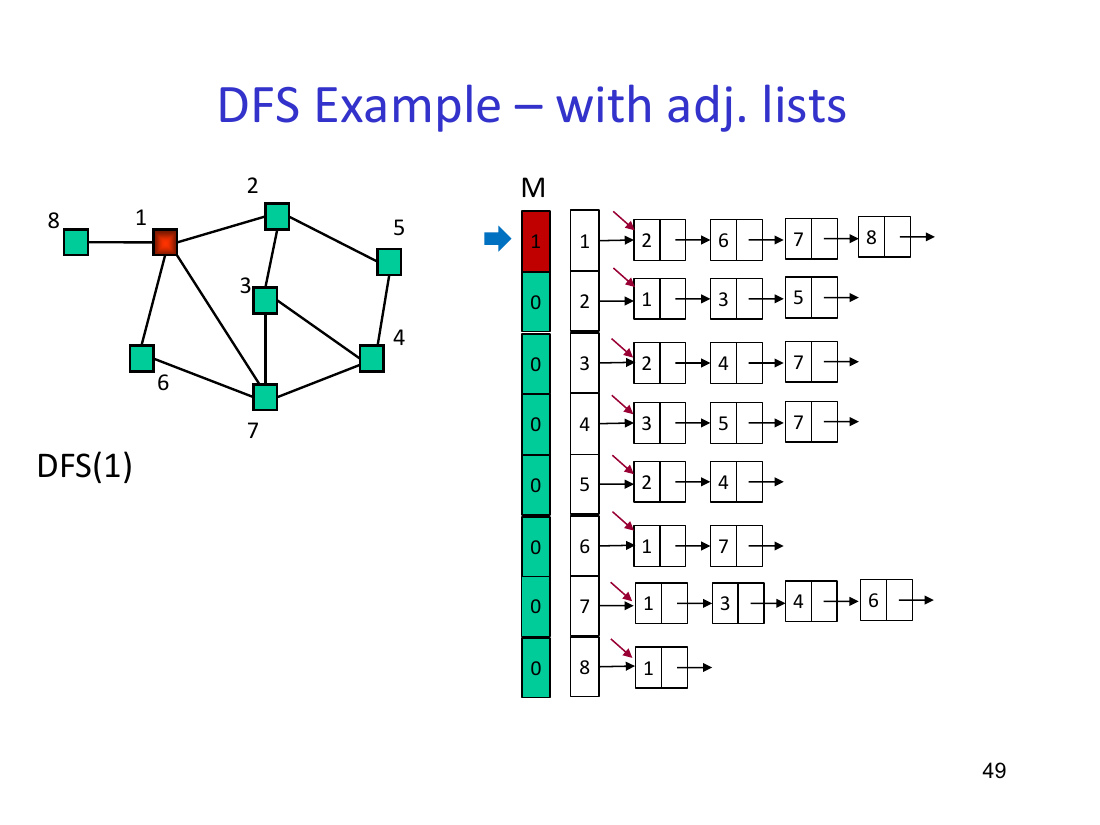 DFS Example – with adj. lists
M
8
1
2
5
3
4
6
7
DFS(1)
1 1 2 6 7 8
0 2 1 3 5
0 3 2 4 7
0 4 3 5 7
0 5 2 4
0 6 1 7
0 7 1 3 4 6
0 8 1
49